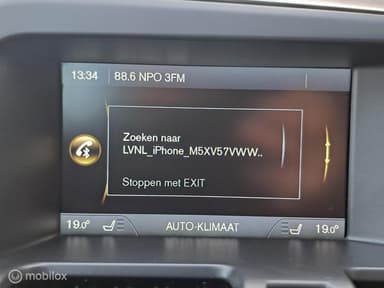 13:34 88.6 NPO 3FM
Zoeken naar
LVNL_iPhone_M5XV57VWW..
Stoppen met EXIT
19.0° AUTO-KLIMAAT 19.0°
mobilox